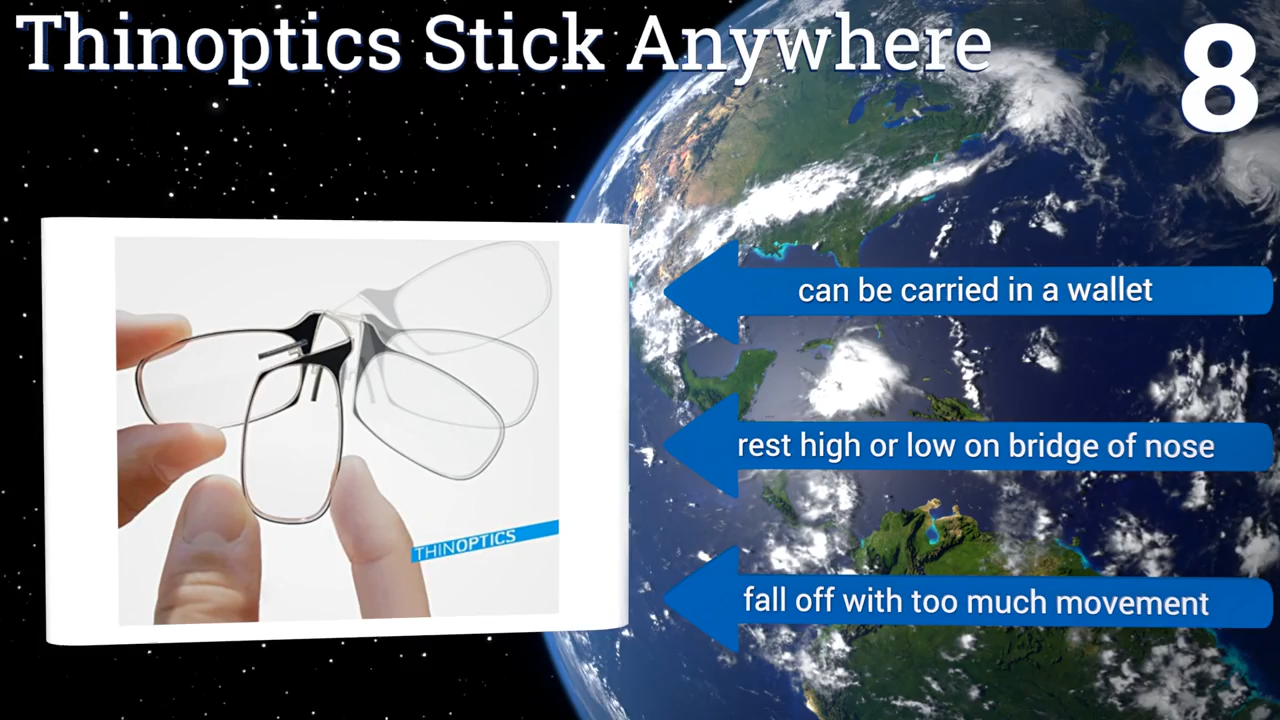 Thinoptics Stick Anywhere
8
can be carried in a wallet
rest high or low on bridge of nose
fall off with too much movement
THINOPTICS